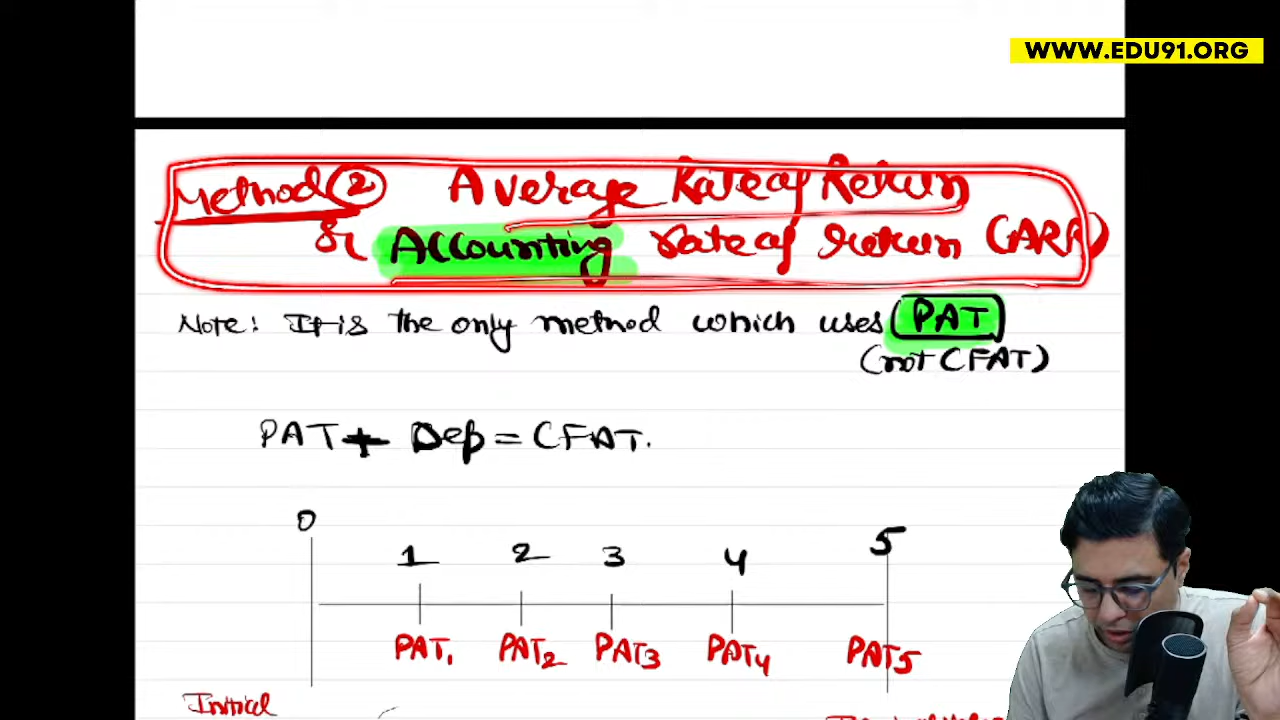 WWW.EDU91.ORG
Method ② Average Rate of Return
or Accounting rate of return (ARR)
Note: It is the only method which uses PAT
(not CFAT)
PAT + Dep = CFAT.
0
1 2 3 4 5
PAT1 PAT2 PAT3 PAT4 PAT5
Initial